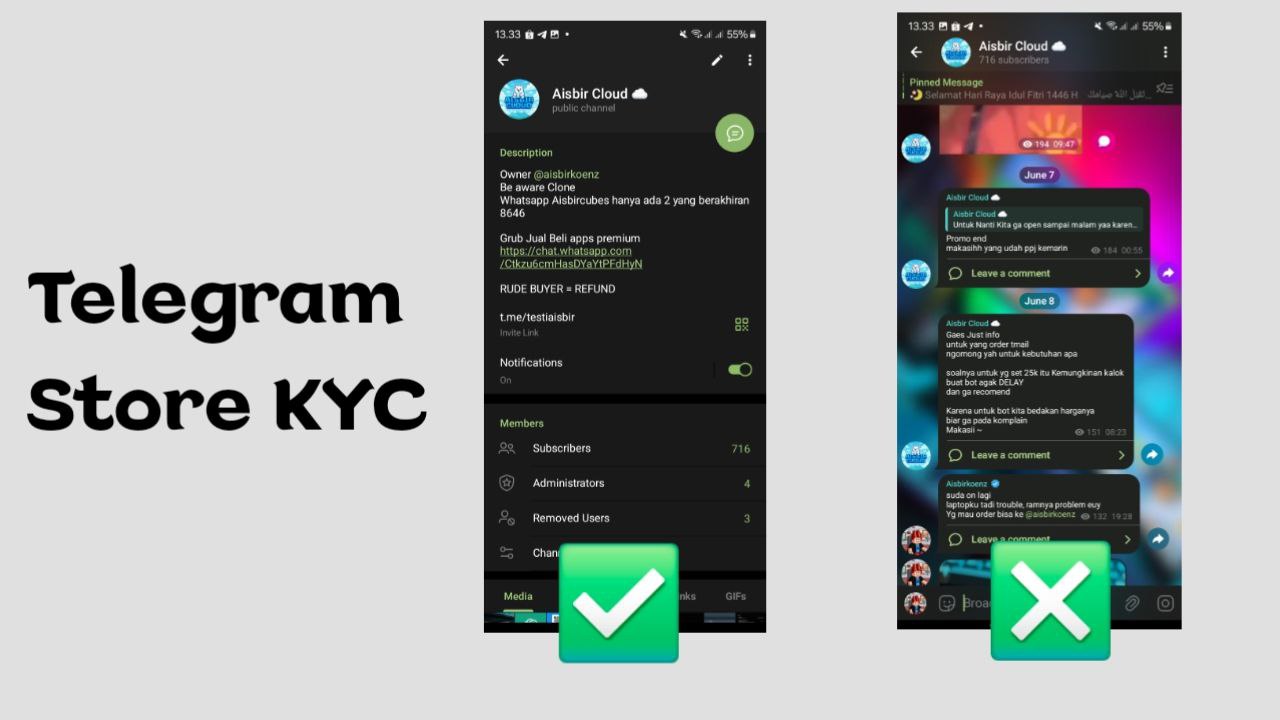 Telegram
Store KYC
13.33
55%
Aisbir Cloud
public channel
Description
Owner @aisbirkoenz
Be aware Clone
Whatsapp Aisbircubes hanya ada 2 yang berakhiran
8646
Grub Jual Beli apps premium
https://chat.whatsapp.com
/Ctkzu6cmHasDYaYtPFdHyN
RUDE BUYER = REFUND
t.me/testiaisbir
Invite Link
Notifications
On
Members
Subscribers 716
Administrators 4
Removed Users 3
Chan
Media nks GIFs
13.33
55%
Aisbir Cloud
716 subscribers
Pinned Message
Selamat Hari Raya Idul Fitri 1446 H تقبل الله صيامك...
194 09:47
June 7
Aisbir Cloud
Aisbir Cloud
Untuk Nanti Kita ga open sampai malam yaa karen...
Promo end
makasihh yang udah ppj kemarin 184 00:55
Leave a comment
June 8
Aisbir Cloud
Gaes Just info
untuk yang order tmail
ngomong yah untuk kebutuhan apa
soalnya untuk yg set 25k itu Kemungkinan kalok
buat bot agak DELAY
dan ga recomend
Karena untuk bot kita bedakan harganya
biar ga pada komplain
Makasii ~ 151 08:23
Leave a comment
Aisbirkoenz
suda on lagi
laptopku tadi trouble, ramnya problem euy
Yg mau order bisa ke @aisbirkoenz 132 19:28
Leave a comment
Broad